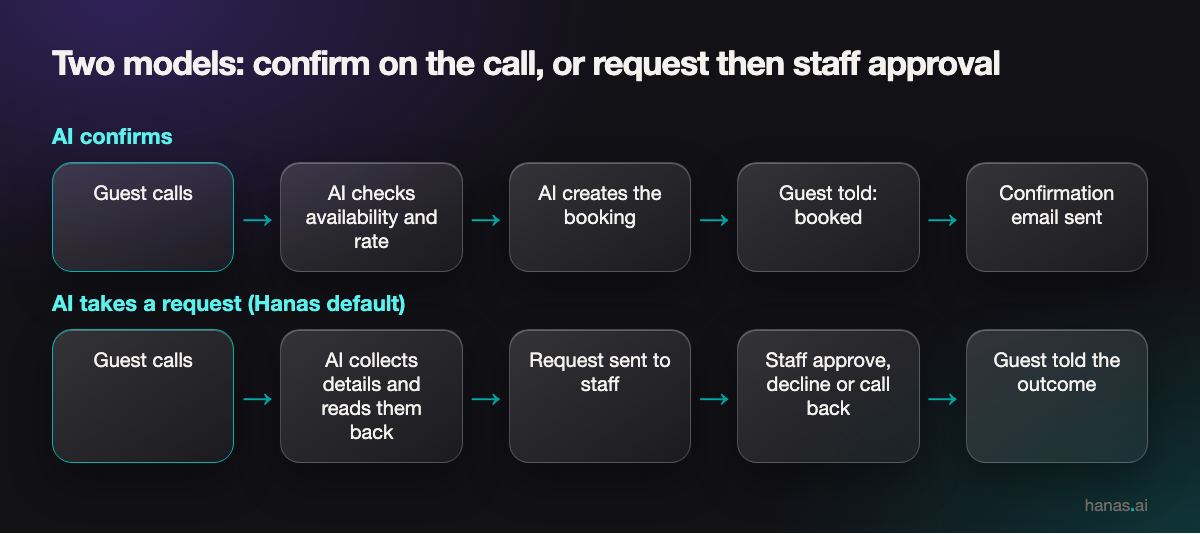 Two models: confirm on the call, or request then staff approval
AI confirms
Guest calls
AI checks
availability and
rate
AI creates the
booking
Guest told:
booked
Confirmation
email sent
AI takes a request (Hanas default)
Guest calls
AI collects
details and
reads them
back
Request sent to
staff
Staff approve,
decline or call
back
Guest told the
outcome
hanas.ai